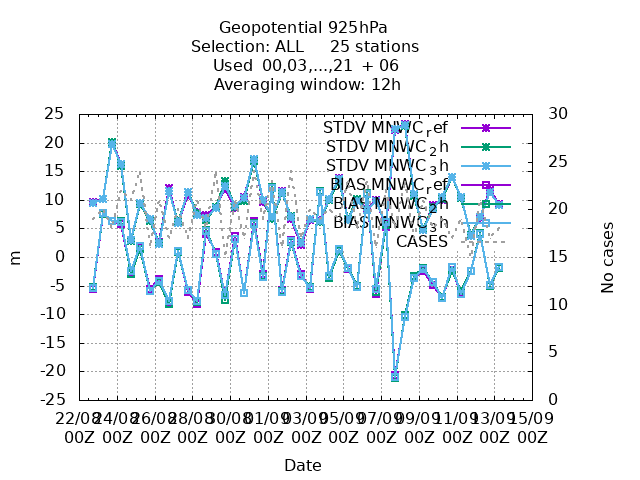 Geopotential 925hPa
Selection: ALL     25 stations
Used  00,03,...,21 + 06
Averaging window: 12h
25
20
15
10
5
0
-5
-10
-15
-20
-25
m
30
25
20
15
10
5
0
No cases
STDV MNWC_ref
STDV MNWC_2h
STDV MNWC_3h
BIAS MNWC_ref
BIAS MNWC_2h
BIAS MNWC_3h
CASES
22/08 24/08 26/08 28/08 30/08 01/09 03/09 05/09 07/09 09/09 11/09 13/09 15/09
00Z 00Z 00Z 00Z 00Z 00Z 00Z 00Z 00Z 00Z 00Z 00Z 00Z
Date